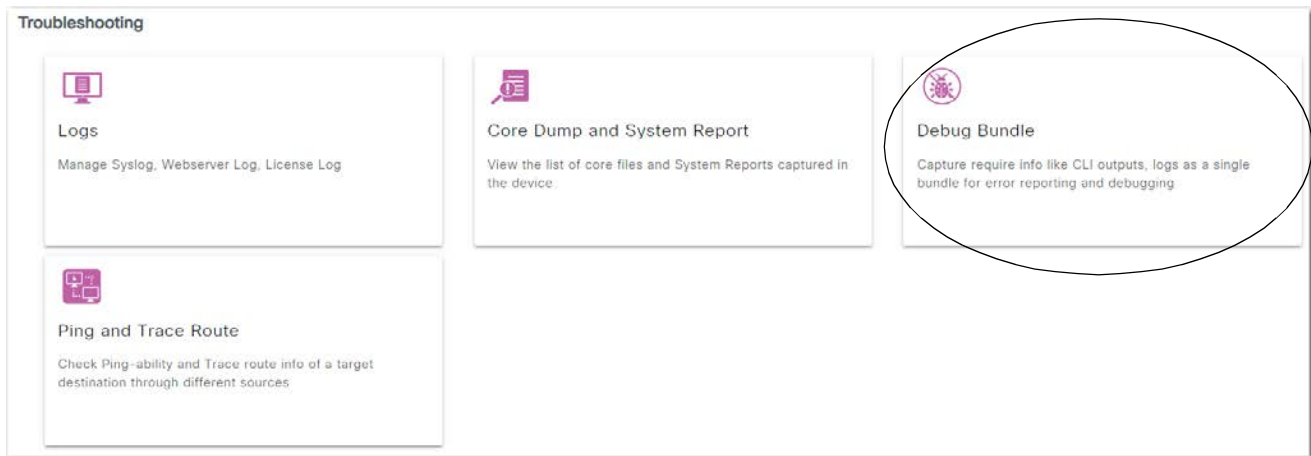 Troubleshooting
Logs
Manage Syslog, Webserver Log, License Log
Core Dump and System Report
View the list of core files and System Reports captured in
the device.
Debug Bundle
Capture require info like CLI outputs, logs as a single
bundle for error reporting and debugging
Ping and Trace Route
Check Ping-ability and Trace route info of a target
destination through different sources